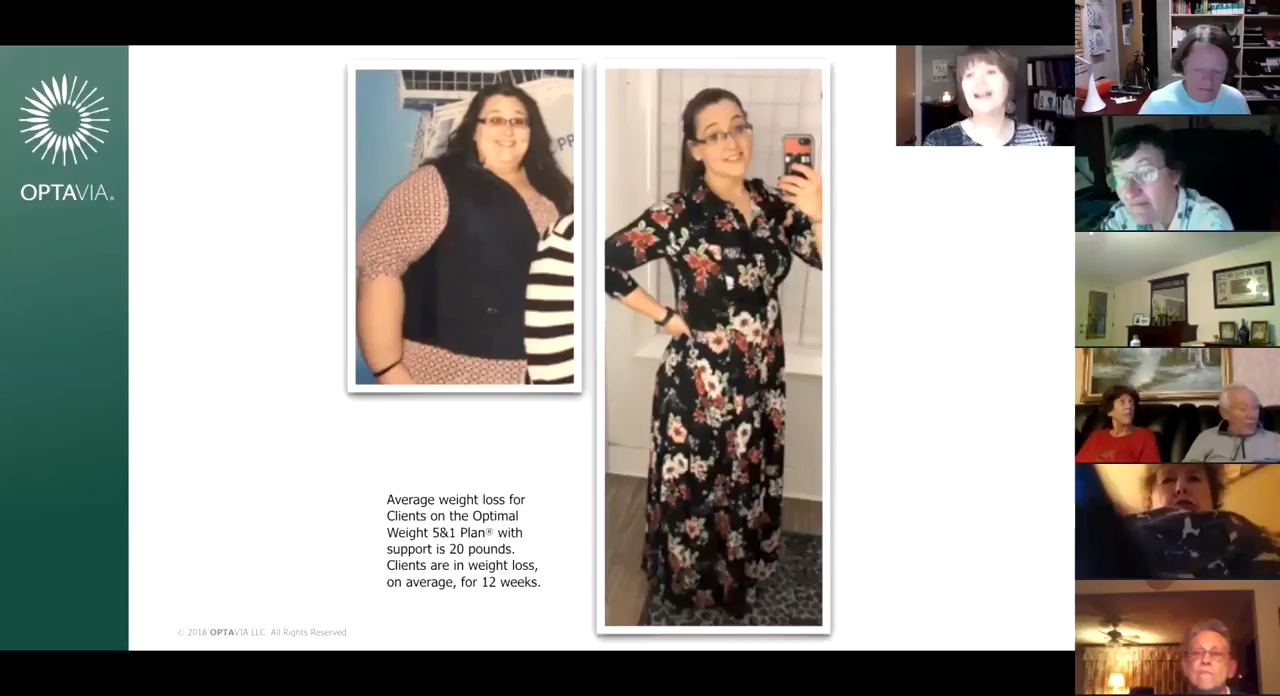 OPTAVIA®
Average weight loss for
Clients on the Optimal
Weight 5&1 Plan® with
support is 20 pounds.
Clients are in weight loss,
on average, for 12 weeks.
© 2018 OPTAVIA LLC. All Rights Reserved.